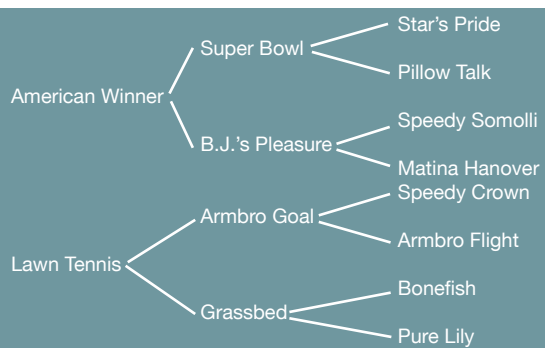 Star's Pride
Super Bowl
Pillow Talk
American Winner
Speedy Somolli
B.J.'s Pleasure
Matina Hanover
Speedy Crown
Armbro Goal
Armbro Flight
Lawn Tennis
Bonefish
Grassbed
Pure Lily